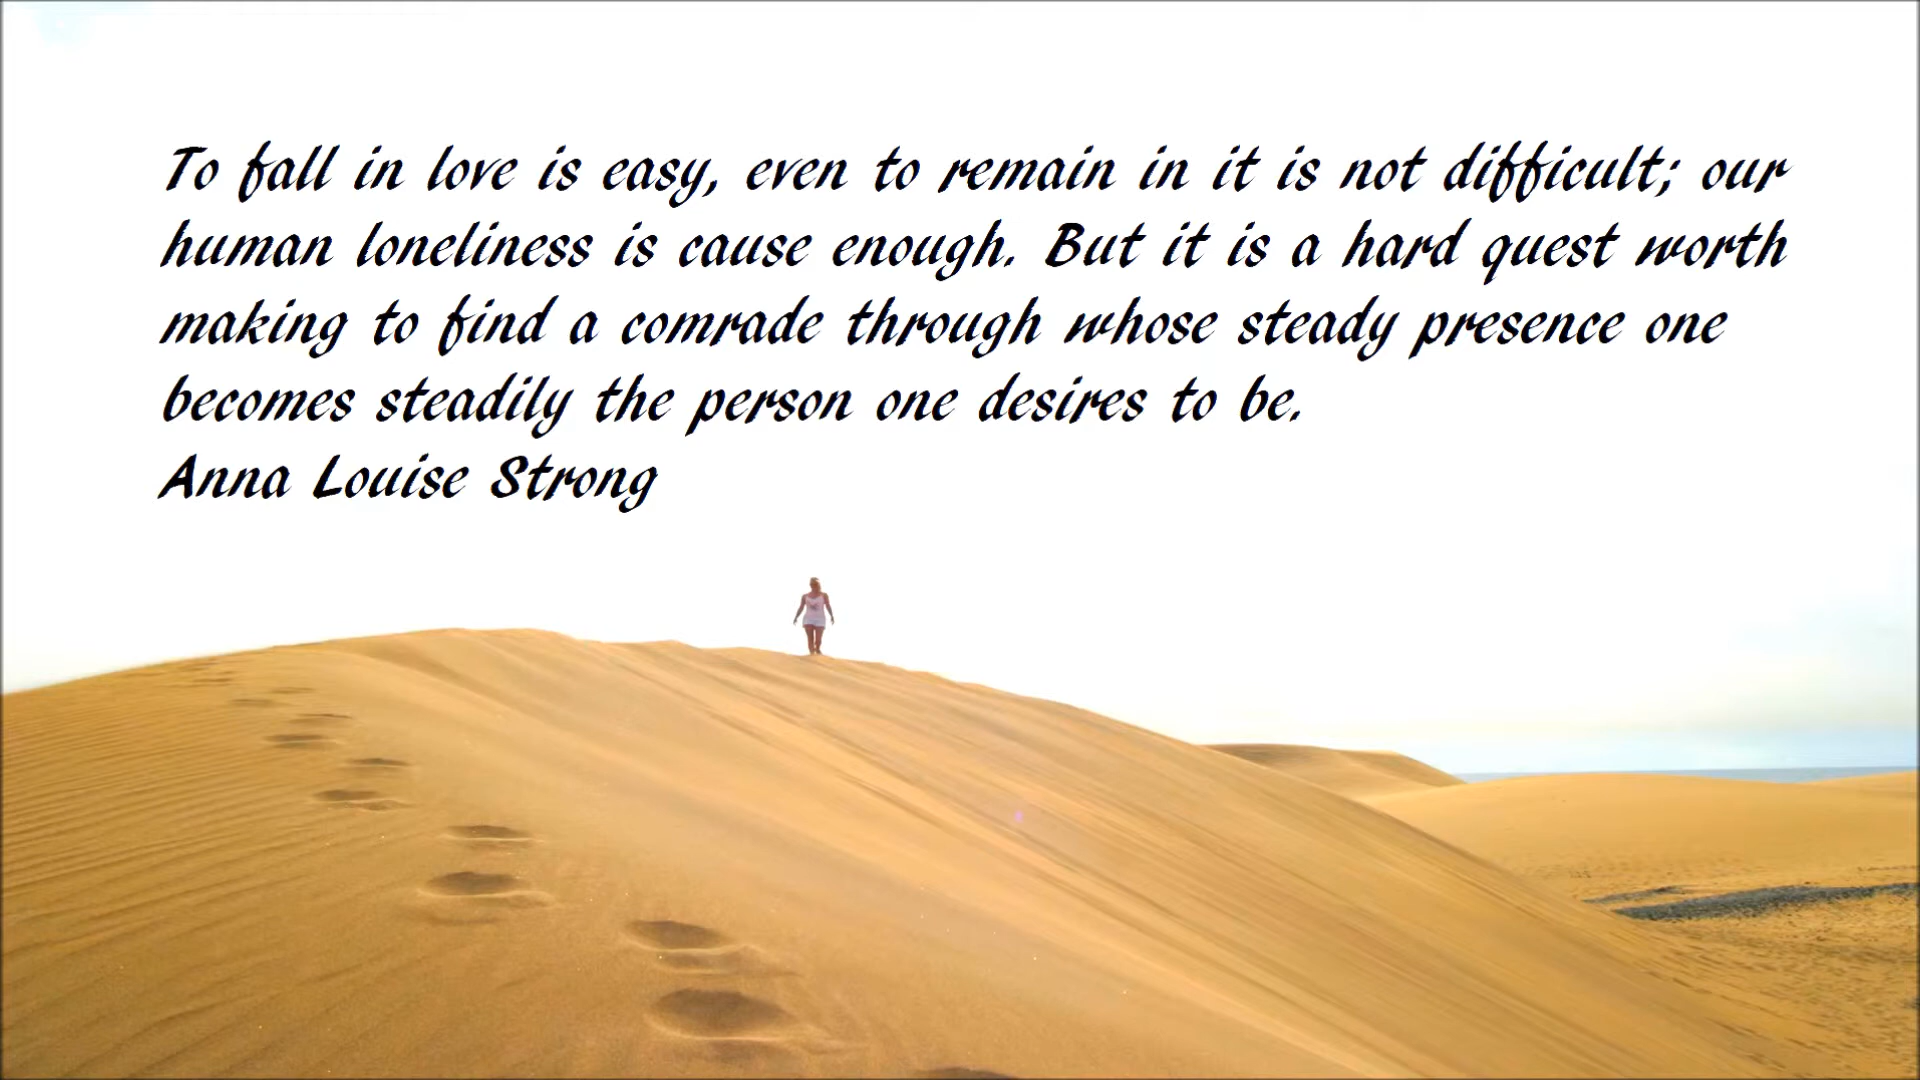 To fall in love is easy, even to remain in it is not difficult; our
human loneliness is cause enough. But it is a hard quest worth
making to find a comrade through whose steady presence one
becomes steadily the person one desires to be.
Anna Louise Strong